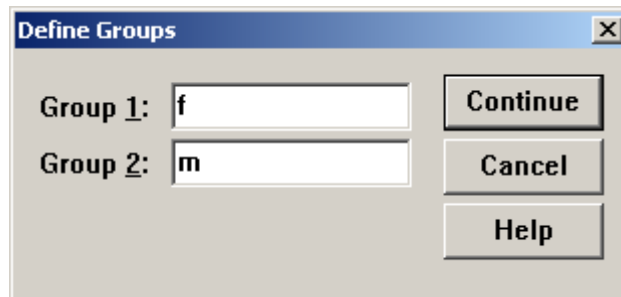 Define Groups
Group 1: f
Continue
Group 2: m
Cancel
Help